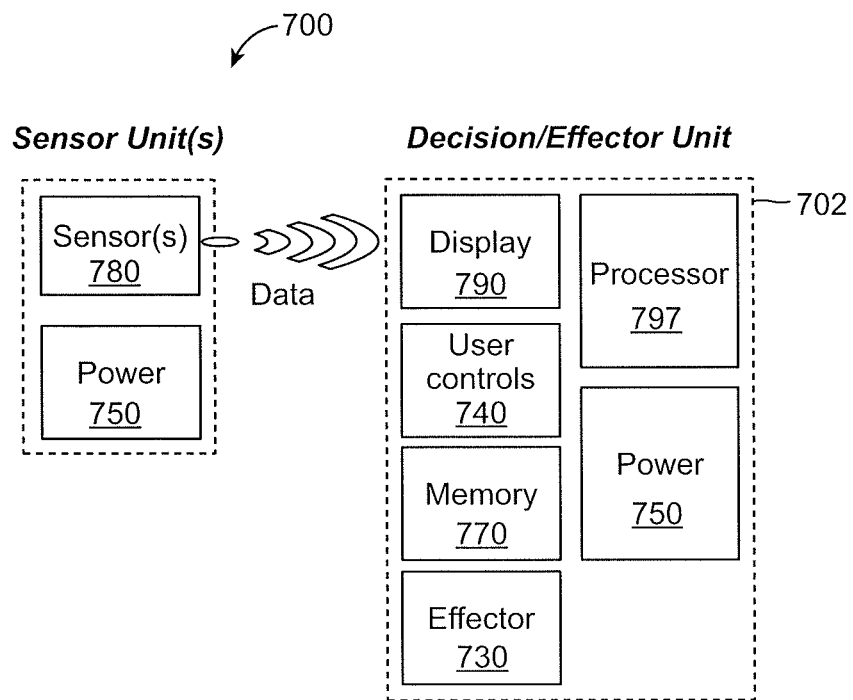 700
Sensor Unit(s)
Decision/Effector Unit
702
Sensor(s)
780
Data
Power
750
Display
790
Processor
797
User
controls
740
Power
750
Memory
770
Effector
730